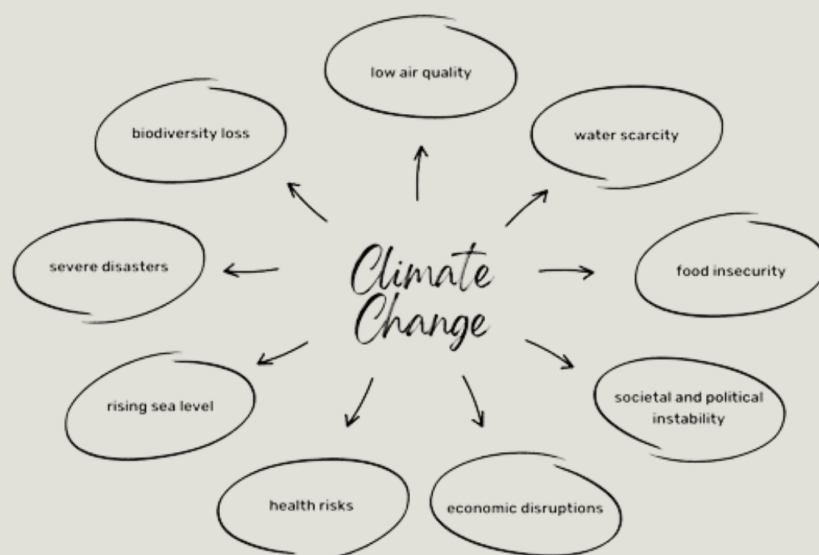 low air quality
biodiversity loss
water scarcity
severe disasters
Climate
Change
food insecurity
rising sea level
societal and political
instability
health risks
economic disruptions